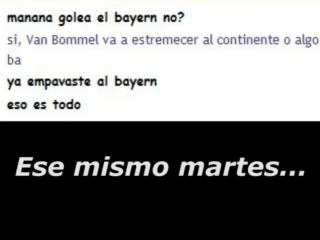 manana golea el bayern no?
si, Van Bommel va a estremecer al continente o algo
ba
ya empavaste al bayern
eso es todo
Ese mismo martes...